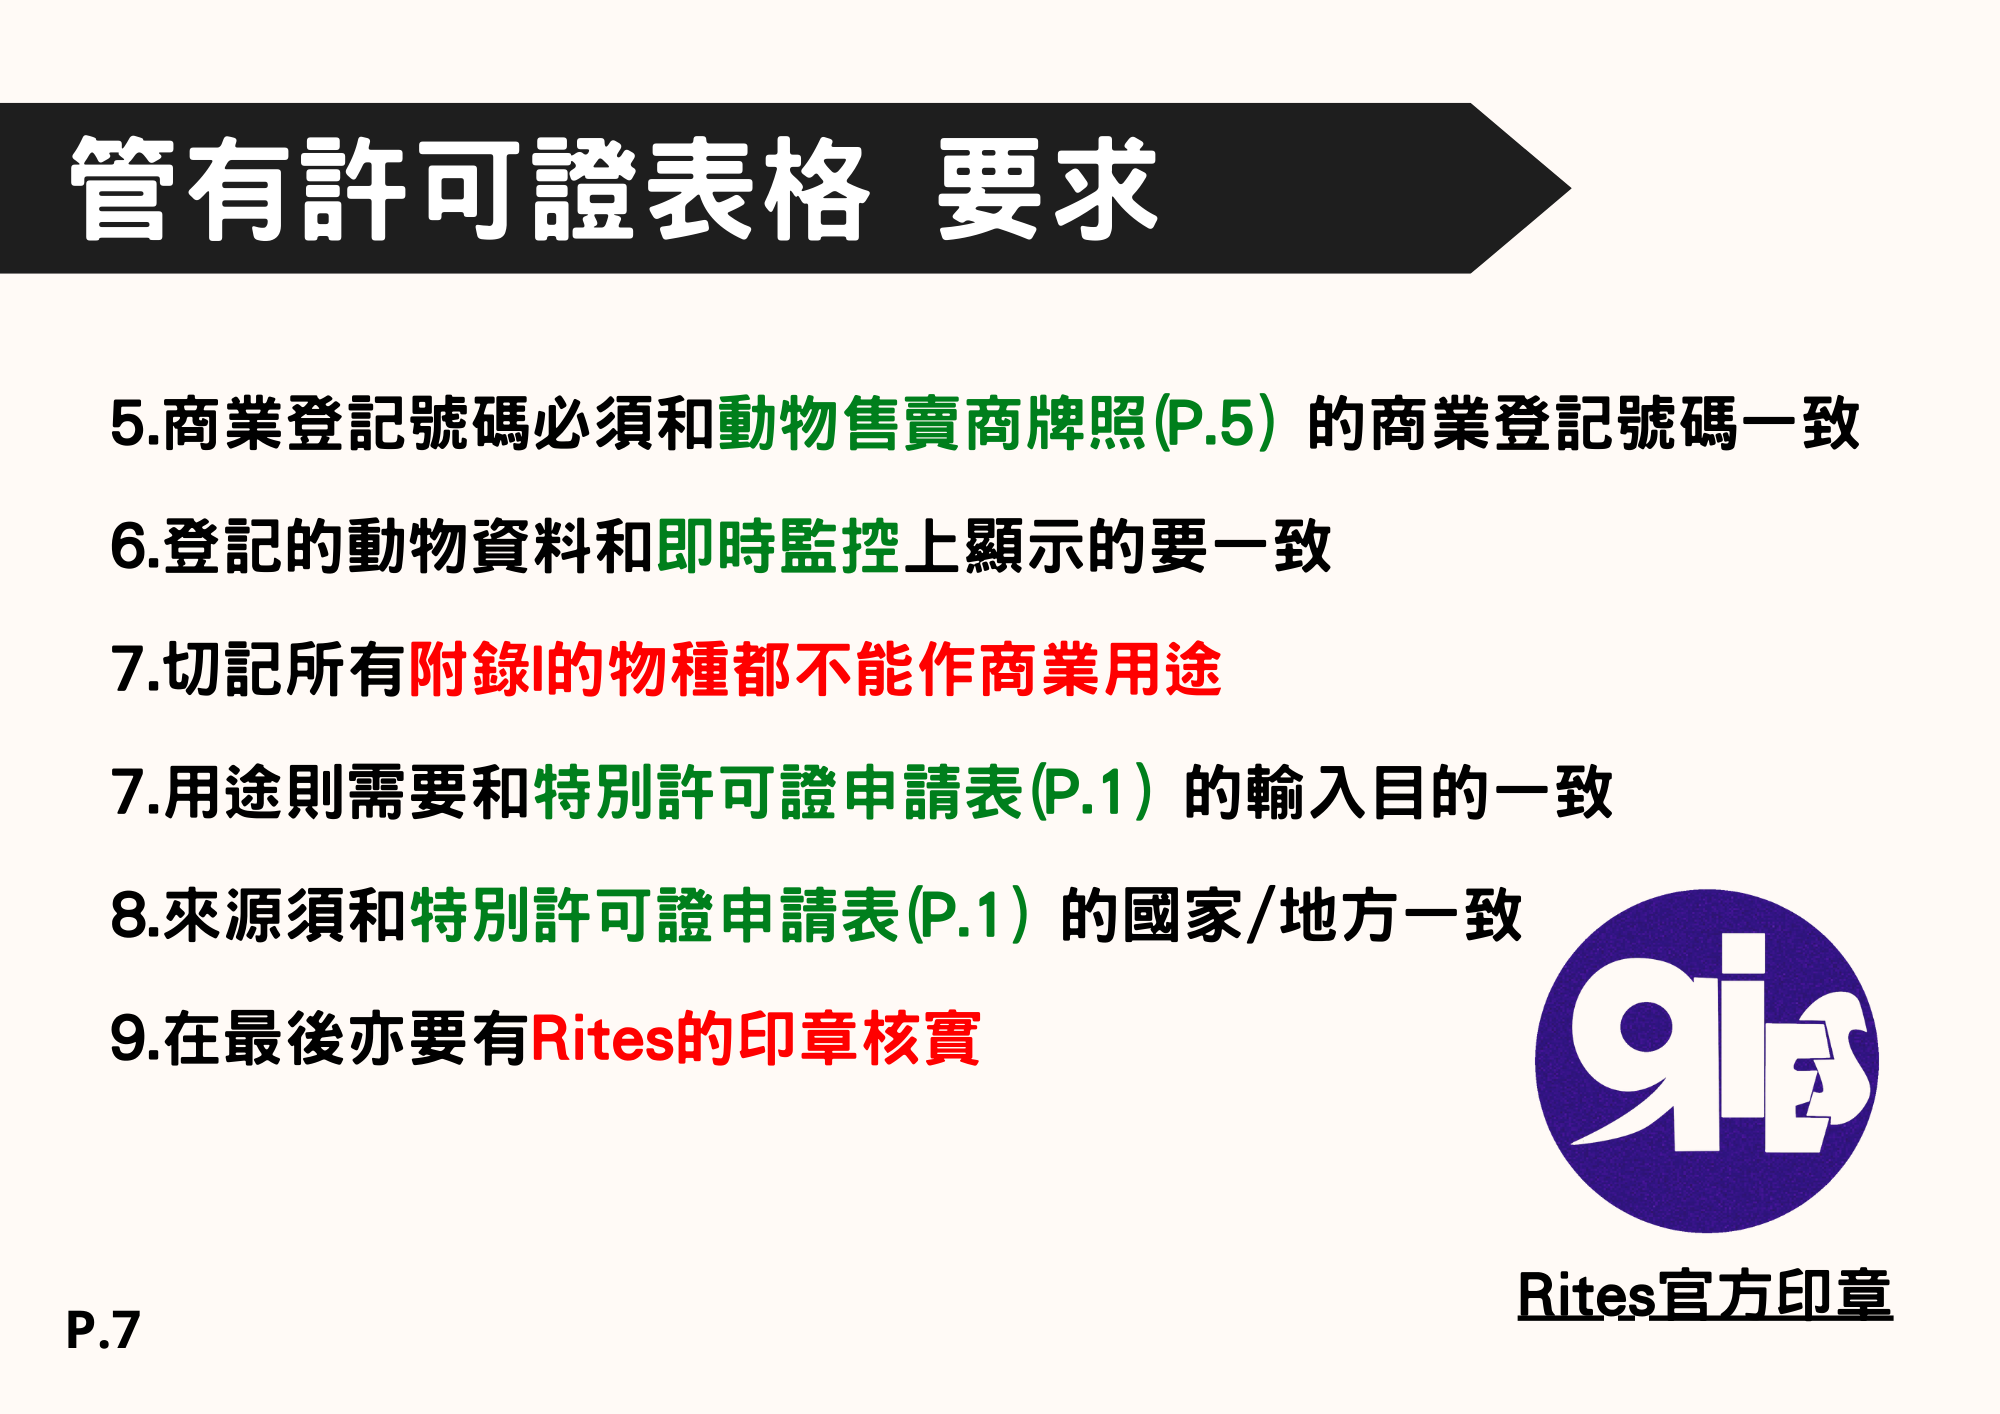 管有許可證表格 要求
5.商業登記號碼必須和動物售賣商牌照(P.5) 的商業登記號碼一致
6.登記的動物資料和即時監控上顯示的要一致
7.切記所有附錄I的物種都不能作商業用途
7.用途則需要和特別許可證申請表(P.1) 的輸入目的一致
8.來源須和特別許可證申請表(P.1) 的國家/地方一致
9.在最後亦要有Rites的印章核實
Rites官方印章
P.7